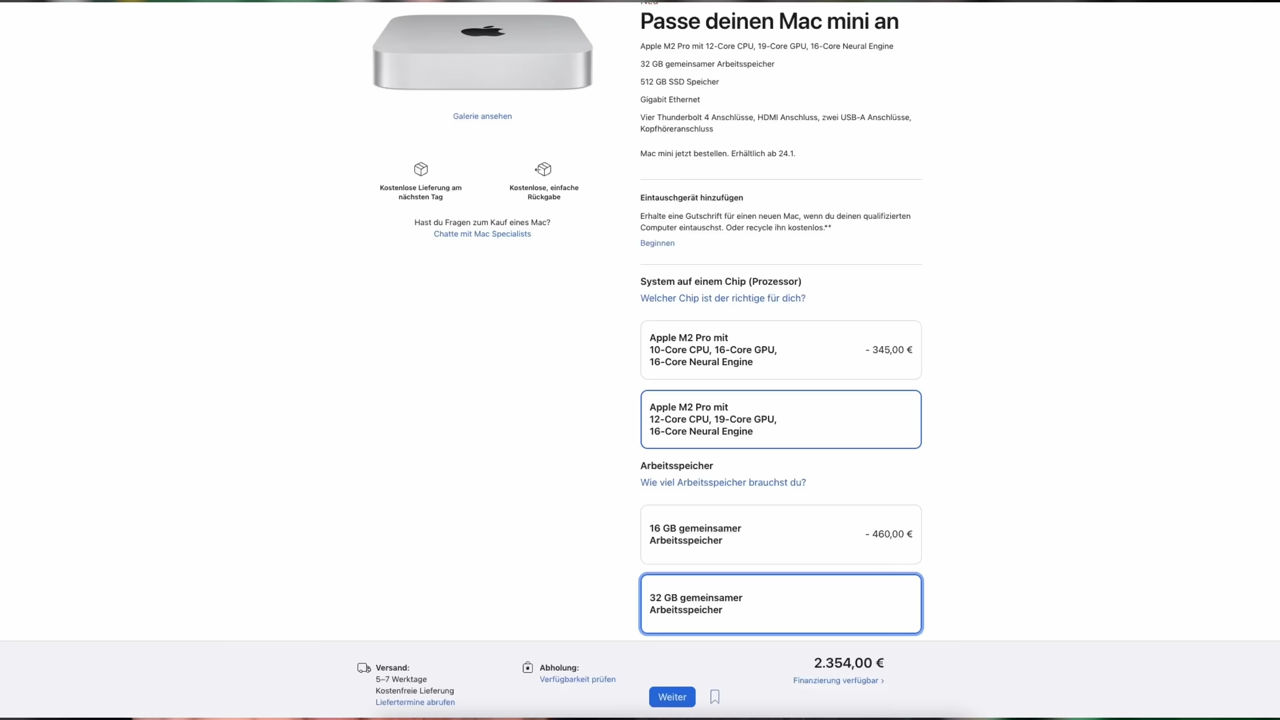 Passe deinen Mac mini an
Apple M2 Pro mit 12-Core CPU, 19-Core GPU, 16-Core Neural Engine
32 GB gemeinsamer Arbeitsspeicher
512 GB SSD Speicher
Gigabit Ethernet
Vier Thunderbolt 4 Anschlüsse, HDMI Anschluss, zwei USB-A Anschlüsse,
Kopfhöreranschluss
Mac mini jetzt bestellen. Erhältlich ab 24.1.
Galerie ansehen
Kostenlose Lieferung am
nächsten Tag
Kostenlose, einfache
Rückgabe
Hast du Fragen zum Kauf eines Mac?
Chatte mit Mac Specialists
Eintauschgerät hinzufügen
Erhalte eine Gutschrift für einen neuen Mac, wenn du deinen qualifizierten
Computer eintauschst. Oder recycle ihn kostenlos.**
Beginnen
System auf einem Chip (Prozessor)
Welcher Chip ist der richtige für dich?
Apple M2 Pro mit
10-Core CPU, 16-Core GPU,
16-Core Neural Engine
- 345,00 €
Apple M2 Pro mit
12-Core CPU, 19-Core GPU,
16-Core Neural Engine
Arbeitsspeicher
Wie viel Arbeitsspeicher brauchst du?
16 GB gemeinsamer
Arbeitsspeicher
- 460,00 €
32 GB gemeinsamer
Arbeitsspeicher
Versand:
5–7 Werktage
Kostenfreie Lieferung
Liefertermine abrufen
Abholung:
Verfügbarkeit prüfen
2.354,00 €
Finanzierung verfügbar ›
Weiter